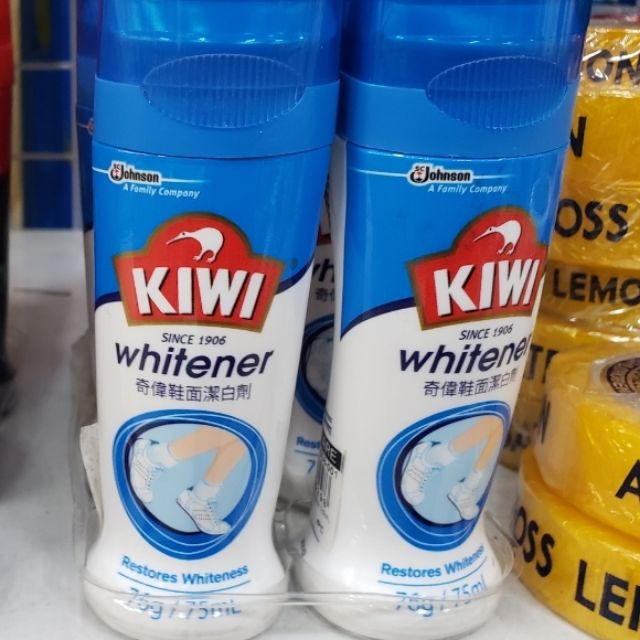 SC Johnson
A Family Company
KIWI
SINCE 1906
whitener
奇偉鞋面潔白劑
Restores Whiteness
76g / 75mL
SC Johnson
A Family Company
KIWI
SINCE 1906
whitener
奇偉鞋面潔白劑
Restores Whiteness
76g / 75mL
ON
N
OSS
LEMO
N
A
OSS LEM